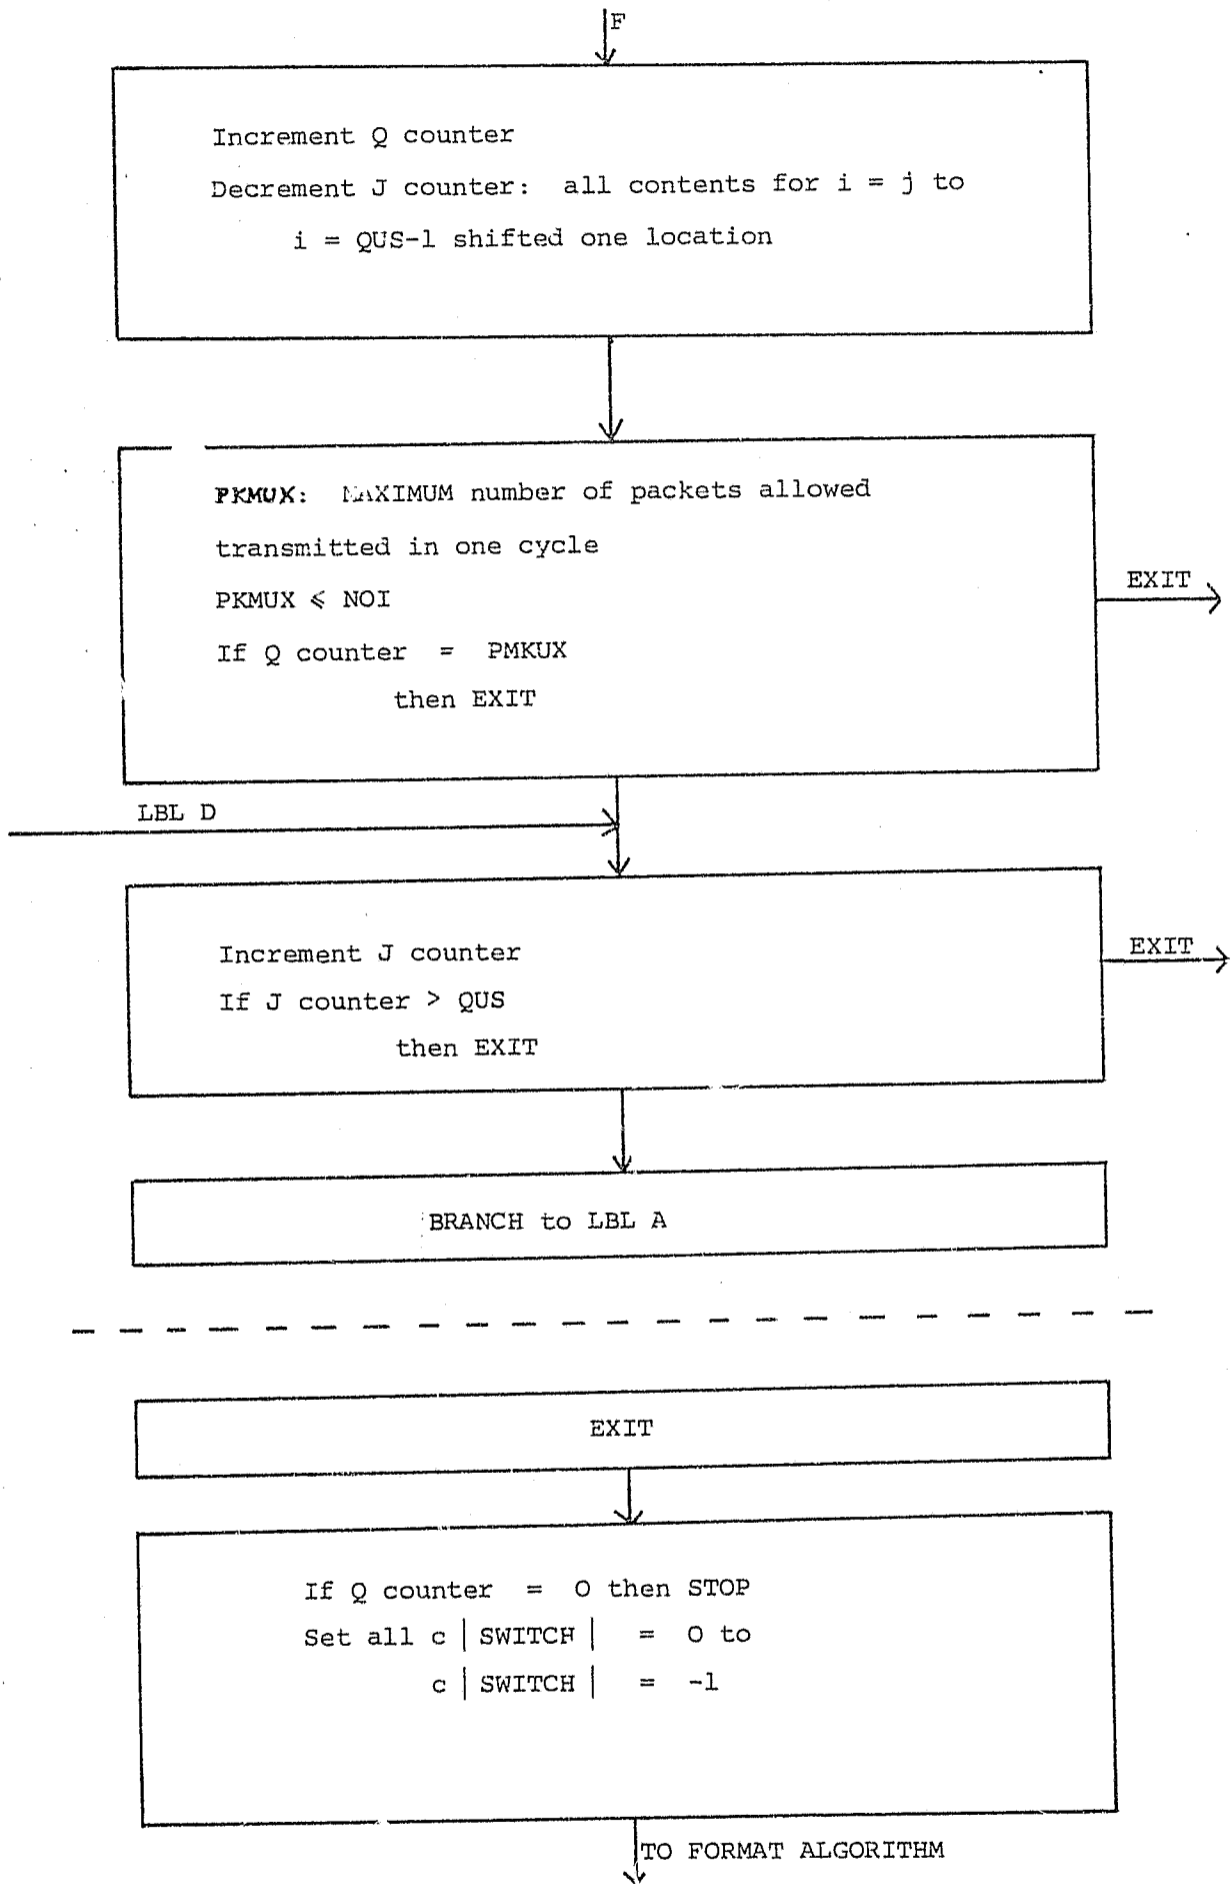 F
Increment Q counter
Decrement J counter: all contents for i = j to
i = QUS-1 shifted one location
PKMUX: MAXIMUM number of packets allowed
transmitted in one cycle
PKMUX ⩽ NOI
EXIT
If Q counter = PMKUX
then EXIT
LBL D
Increment J counter
EXIT
If J counter > QUS
then EXIT
BRANCH to LBL A
EXIT
If Q counter = 0 then STOP
Set all c | SWITCH | = 0 to
c | SWITCH | = -1
TO FORMAT ALGORITHM